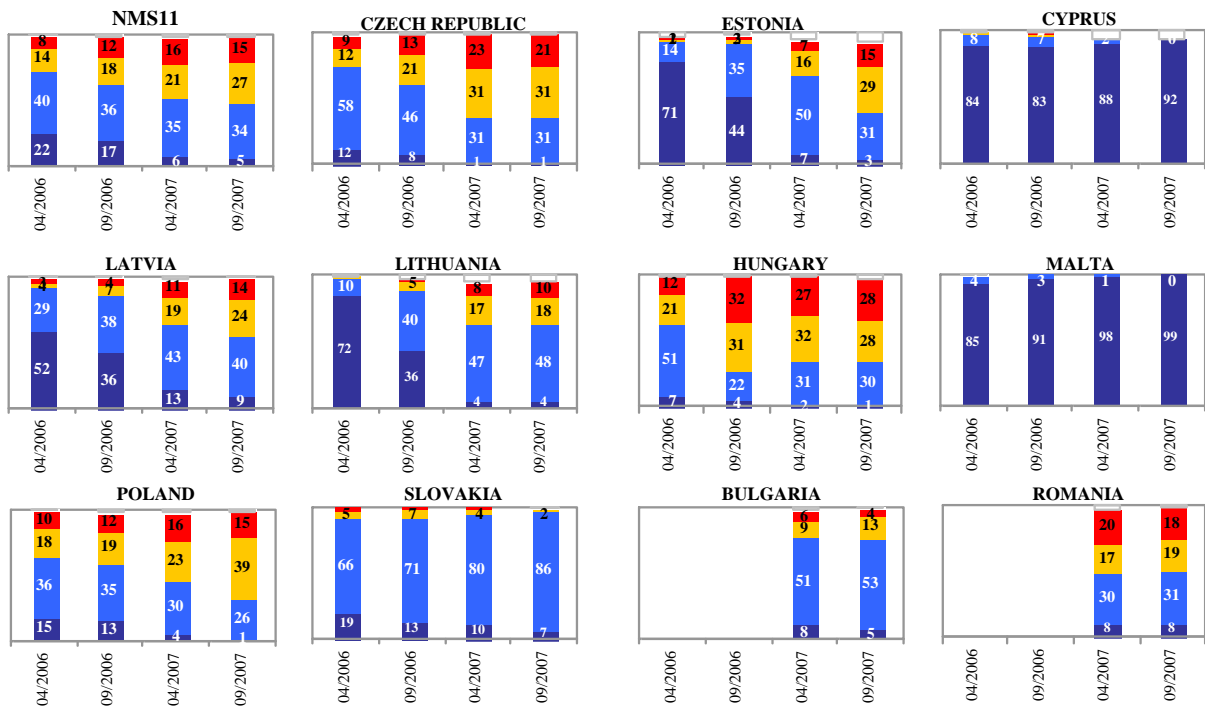 NMS11 CZECH REPUBLIC ESTONIA CYPRUS
8 12 16 15 9 13 23 21 2 2 7 15 8 7 2 0
14 18 21 27 12 21 31 31 14 35 16 29 84 83 88 92
40 36 35 34 58 46 31 31 71 44 50 31
22 17 6 5 12 8 1 1 7 3
04/2006 09/2006 04/2007 09/2007 04/2006 09/2006 04/2007 09/2007 04/2006 09/2006 04/2007 09/2007 04/2006 09/2006 04/2007 09/2007
LATVIA LITHUANIA HUNGARY MALTA
4 11 14 5 8 10 12 32 27 28 4 3 1 0
4 7 19 24 10 40 17 18 21 31 32 28 85 91 98 99
29 38 43 40 72 36 47 48 51 22 31 30
52 36 13 9 4 4 7 4 2 1
04/2006 09/2006 04/2007 09/2007 04/2006 09/2006 04/2007 09/2007 04/2006 09/2006 04/2007 09/2007 04/2006 09/2006 04/2007 09/2007
POLAND SLOVAKIA BULGARIA ROMANIA
10 12 16 15 5 7 4 2 6 4 20 18
18 19 23 39 66 71 80 86 9 13 17 19
36 35 30 26 19 13 10 7 51 53 30 31
15 13 4 1 8 5 8 8
04/2006 09/2006 04/2007 09/2007 04/2006 09/2006 04/2007 09/2007 04/2006 09/2006 04/2007 09/2007 04/2006 09/2006 04/2007 09/2007